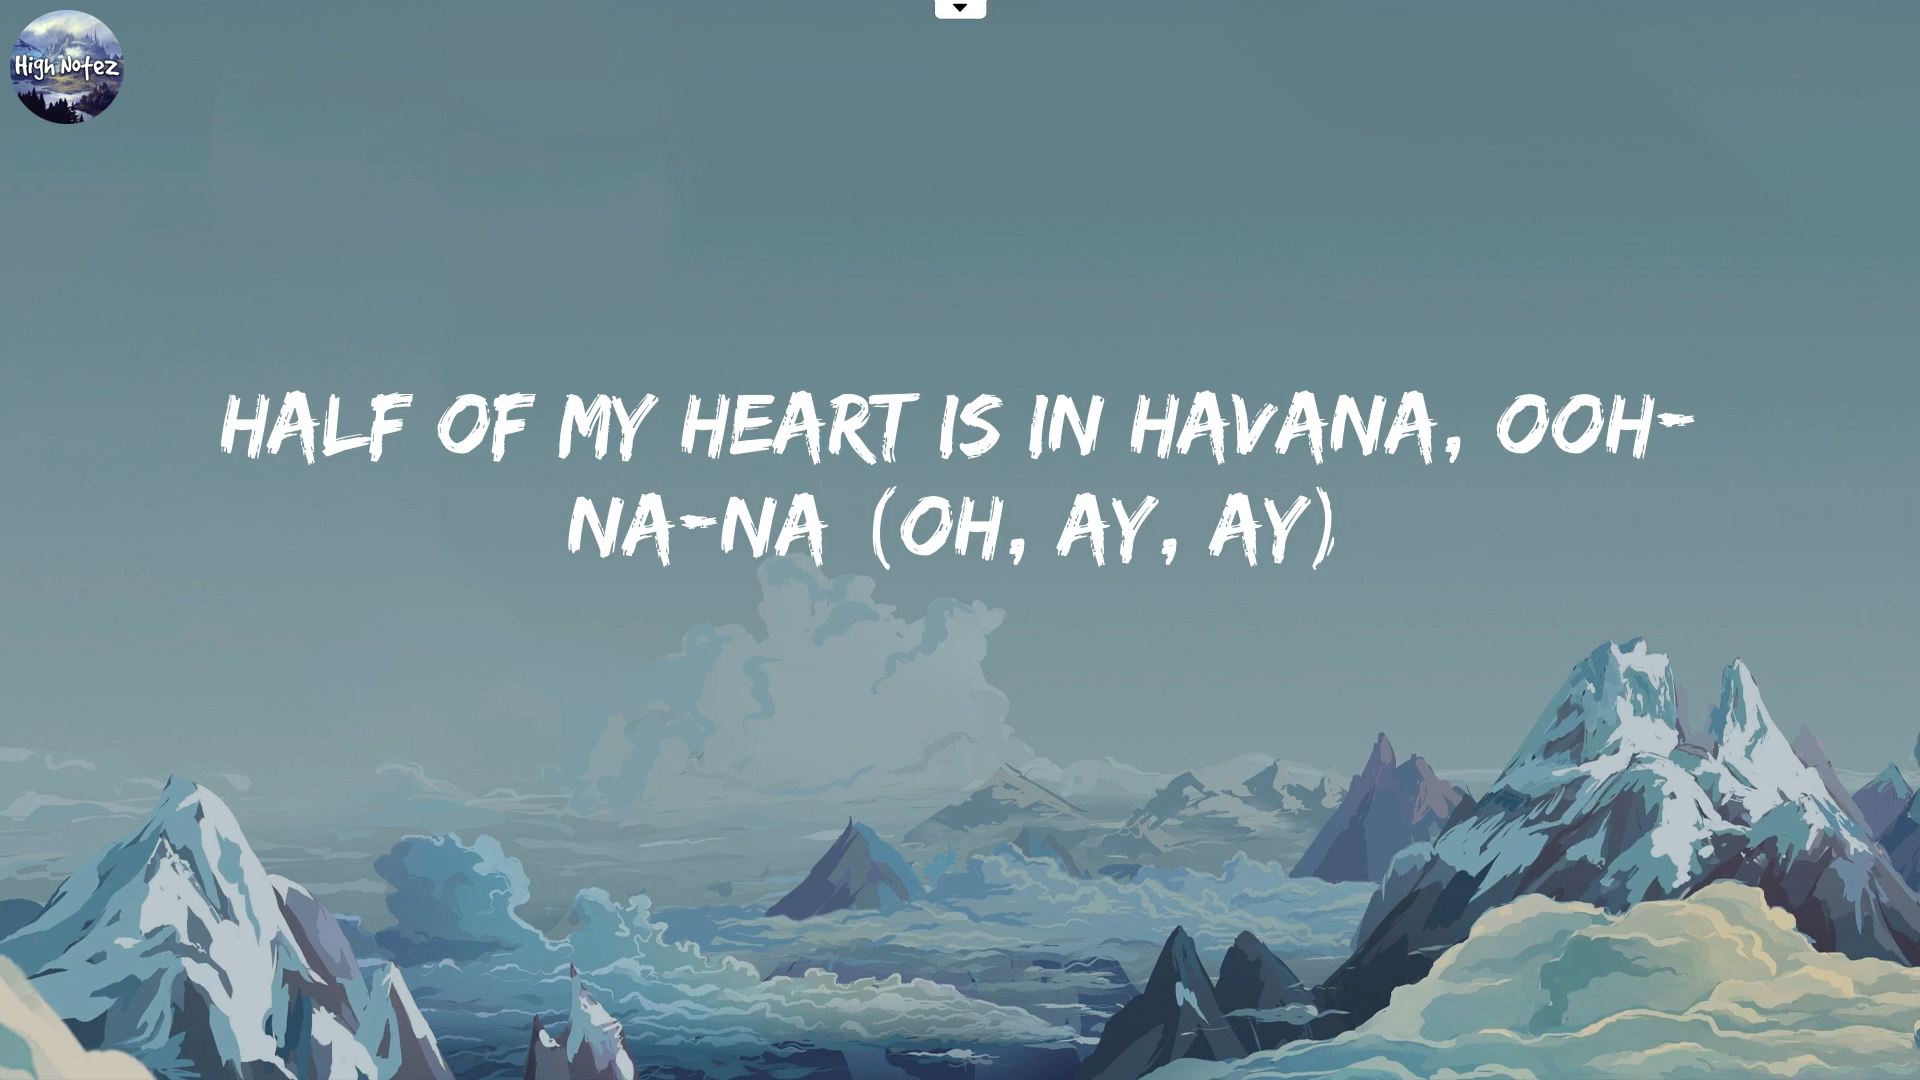 High Notez
HALF OF MY HEART IS IN HAVANA, OOH-
NA-NA (OH, AY, AY)